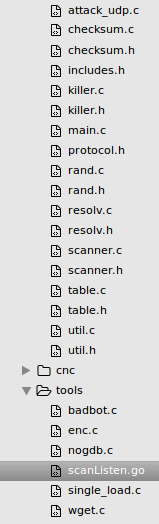 attack_udp.c
checksum.c
checksum.h
includes.h
killer.c
killer.h
main.c
protocol.h
rand.c
rand.h
resolv.c
resolv.h
scanner.c
scanner.h
table.c
table.h
util.c
util.h
cnc
tools
badbot.c
enc.c
nogdb.c
scanListen.go
single_load.c
wget.c